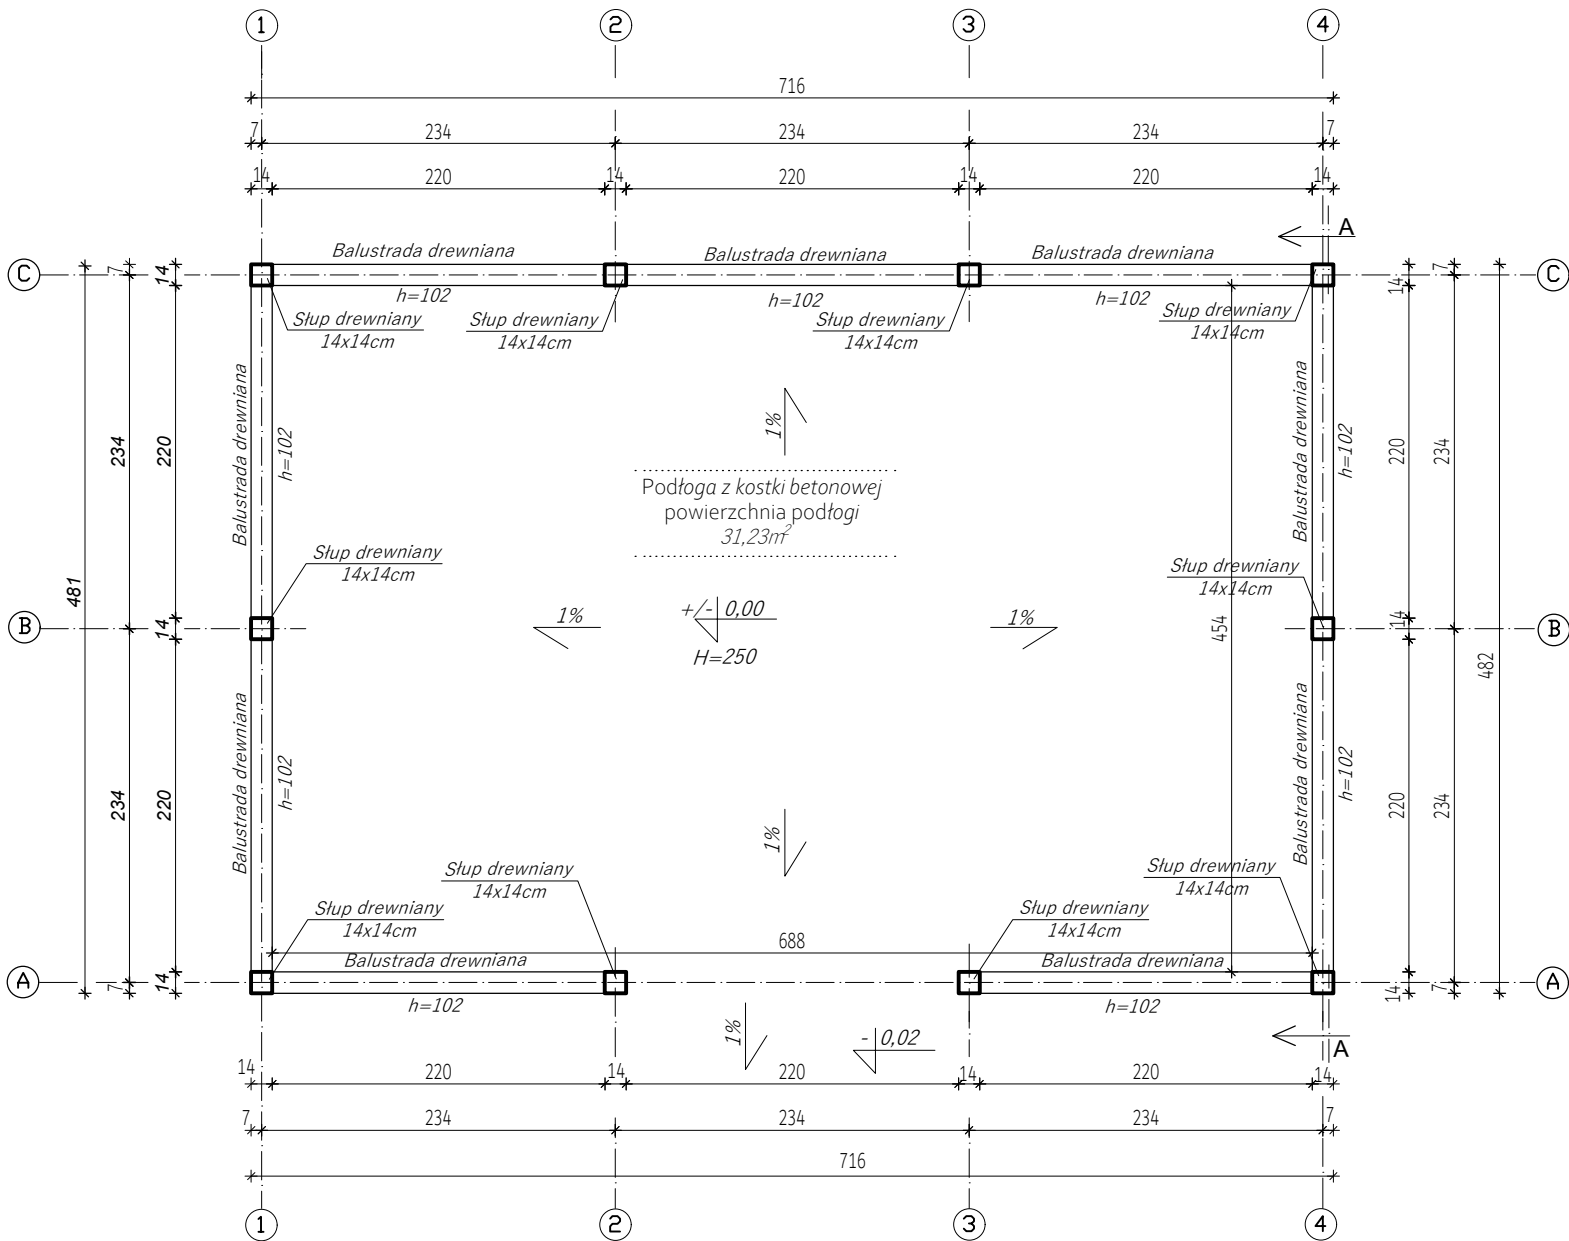 1 2 3 4
716
7 234 234 234 7
14 220 14 220 14 220 14
A
Balustrada drewniana Balustrada drewniana Balustrada drewniana
C 7 14 7 14 C
h=102 h=102 h=102
Słup drewniany Słup drewniany Słup drewniany Słup drewniany
14x14cm 14x14cm 14x14cm 14x14cm
Balustrada drewniana
h=102
Balustrada drewniana
h=102
1%
234 220 220 234
Podłoga z kostki betonowej
powierzchnia podłogi
31,23m²
Słup drewniany
14x14cm
Słup drewniany
14x14cm
481
+/- 0,00
H=250
1% 1%
B 14 14 B
454
482
Balustrada drewniana
h=102
Balustrada drewniana
h=102
234 220 220 234
1%
Słup drewniany
14x14cm
Słup drewniany
14x14cm
Słup drewniany
14x14cm
Słup drewniany
14x14cm
688
Balustrada drewniana Balustrada drewniana
A 7 14 14 7 A
h=102 h=102
1%
- 0,02
A
14 220 14 220 14 220 14
7 234 234 234 7
716
1 2 3 4